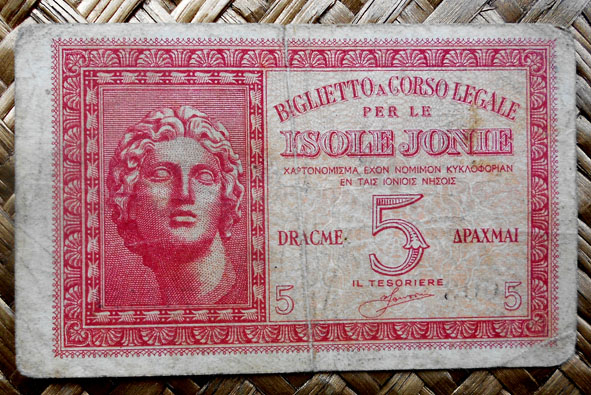 BIGLIETTO A CORSO LEGALE
PER LE
ISOLE JONIE
ΧΑΡΤΟΝΟΜΙΣΜΑ ΕΧΟΝ ΝΟΜΙΜΟΝ ΚΥΚΛΟΦΟΡΙΑΝ
ΕΝ ΤΑΙΣ ΙΟΝΙΟΙΣ ΝΗΣΟΙΣ
DRACME 5 ΔΡΑΧΜΑΙ
IL TESORIERE
5 5